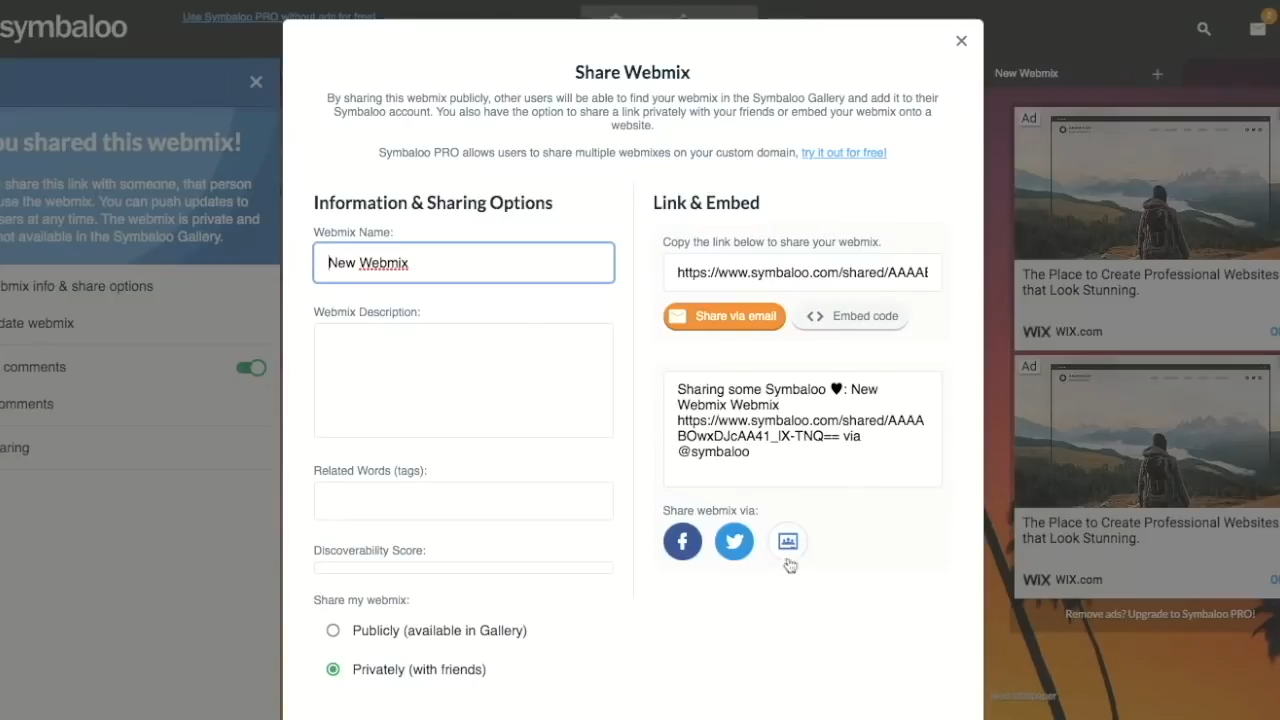 symbaloo
Use Symbaloo PRO without ads for free!
2
ou shared this webmix!
share this link with someone, that person
use the webmix. You can push updates to
sers at any time. The webmix is private and
not available in the Symbaloo Gallery.
bmix info & share options
date webmix
comments
omments
aring
Share Webmix
By sharing this webmix publicly, other users will be able to find your webmix in the Symbaloo Gallery and add it to their
Symbaloo account. You also have the option to share a link privately with your friends or embed your webmix onto a
website.
Symbaloo PRO allows users to share multiple webmixes on your custom domain, try it out for free!
Information & Sharing Options
Webmix Name:
New Webmix
Webmix Description:
Related Words (tags):
Discoverability Score:
Share my webmix:
Publicly (available in Gallery)
Privately (with friends)
Link & Embed
Copy the link below to share your webmix.
https://www.symbaloo.com/shared/AAAAE
Share via email
Embed code
Sharing some Symbaloo ♥: New
Webmix Webmix
https://www.symbaloo.com/shared/AAAA
BOwxDJcAA41_lX-TNQ== via
@symbaloo
Share webmix via:
New Webmix
Ad
The Place to Create Professional Websites
that Look Stunning.
WiX WIX.com
Ad
The Place to Create Professional Websites
that Look Stunning.
WiX WIX.com
Remove ads? Upgrade to Symbaloo PRO!